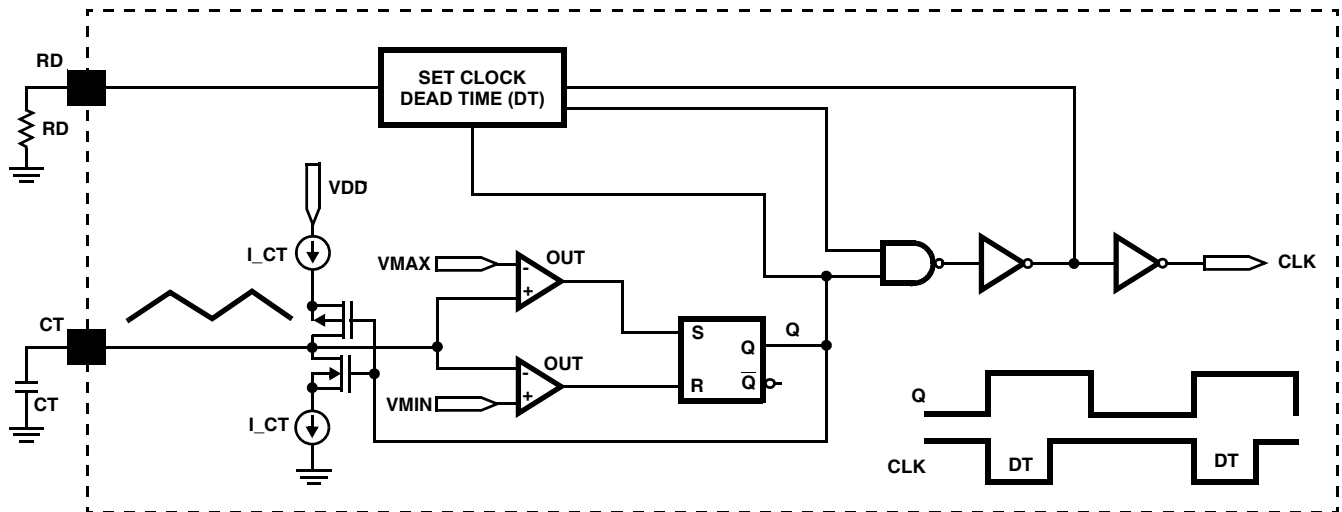 RD
SET CLOCK
DEAD TIME (DT)
RD
VDD
I_CT
VMAX
-
+
OUT
CLK
CT
S
Q
Q
OUT
-
+
R
Q̅
CT
VMIN
I_CT
Q
CLK
DT
DT